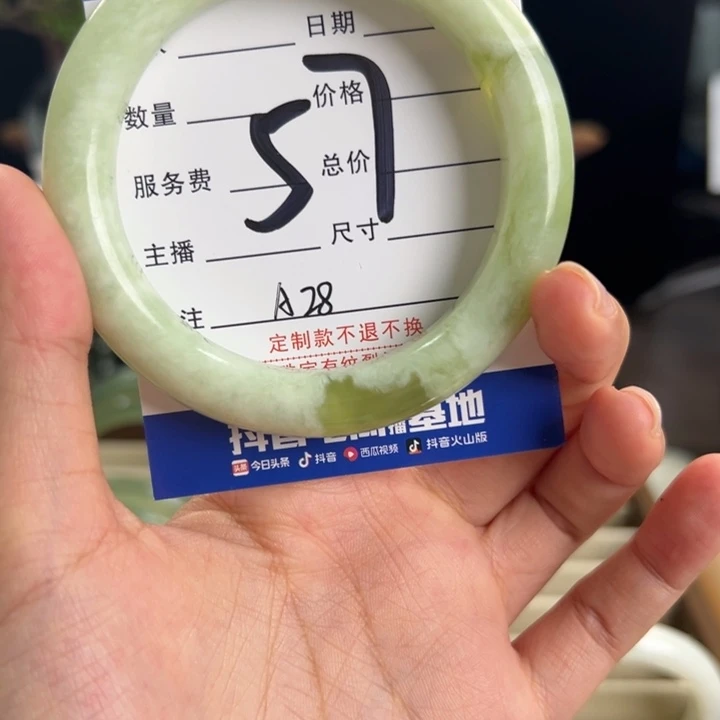 日期
数量 价格
57
服务费 总价
主播 尺寸
注 A28
定制款不退不换
今日头条 抖音 西瓜视频 抖音火山版